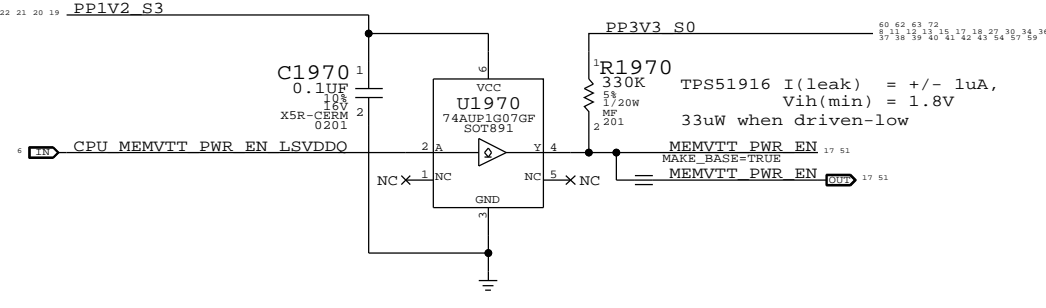 22 21 20 19 PP1V2_S3
PP3V3_S0
60 62 63 72
8 11 12 13 15 17 18 27 30 34 36
37 38 39 40 41 42 43 54 57 59
C1970 1
0.1UF
10%
16V
X5R-CERM 2
0201
6
VCC
U1970
74AUP1G07GF
SOT891
1 R1970
330K
5%
1/20W
MF
2 201
TPS51916 I(leak) = +/- 1uA,
Vih(min) = 1.8V
33uW when driven-low
6 IN CPU_MEMVTT_PWR_EN_LSVDDQ 2 A Y 4 MEMVTT_PWR_EN 17 51
MAKE_BASE=TRUE
NC 1 NC NC 5 NC MEMVTT_PWR_EN OUT 17 51
GND
3